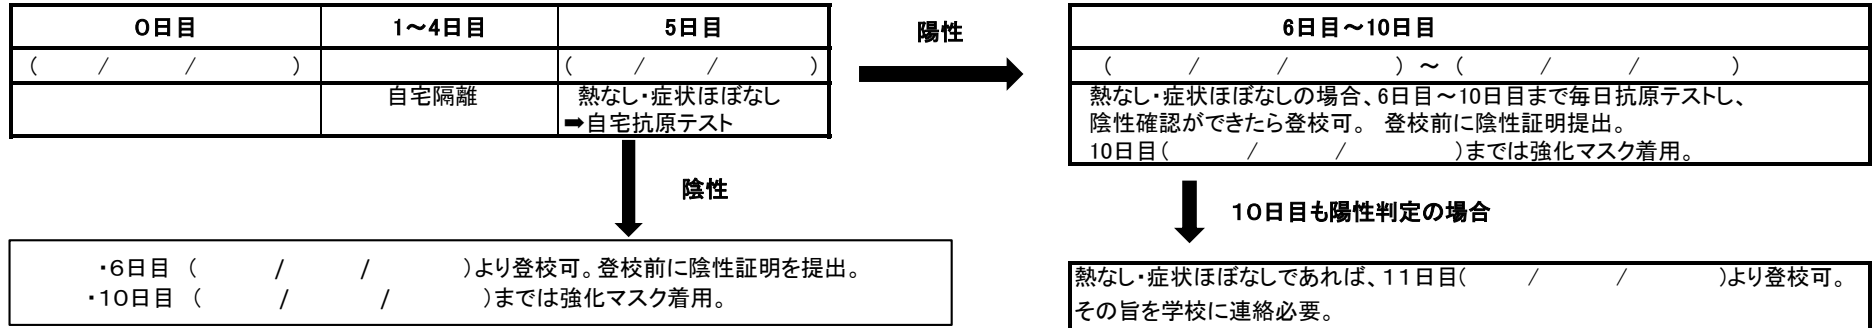 0日目 1～4日目 5日目
( / / ) ( / / )
自宅隔離 熱なし・症状ほぼなし
➡自宅抗原テスト
陽性
6日目～10日目
( / / ) ～ ( / / )
熱なし・症状ほぼなしの場合、6日目～10日目まで毎日抗原テストし、
陰性確認ができたら登校可。 登校前に陰性証明提出。
10日目( / / )までは強化マスク着用。
陰性
10日目も陽性判定の場合
・6日目 ( / / )より登校可。登校前に陰性証明を提出。
・10日目 ( / / )までは強化マスク着用。
熱なし・症状ほぼなしであれば、11日目( / / )より登校可。
その旨を学校に連絡必要。